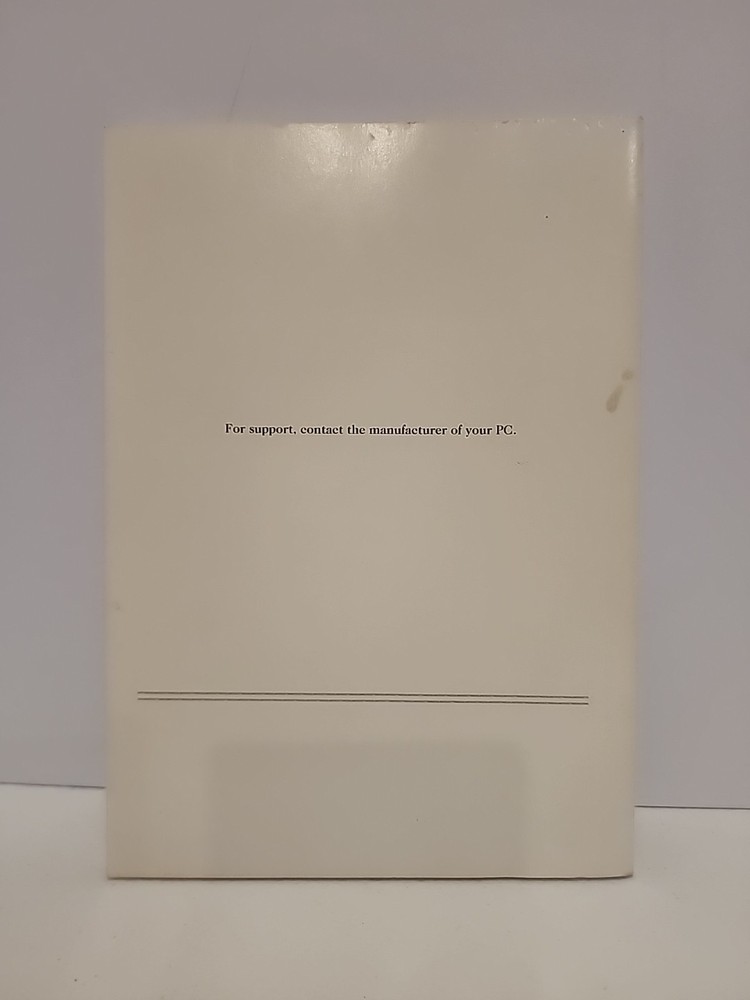 For support, contact the manufacturer of your PC.